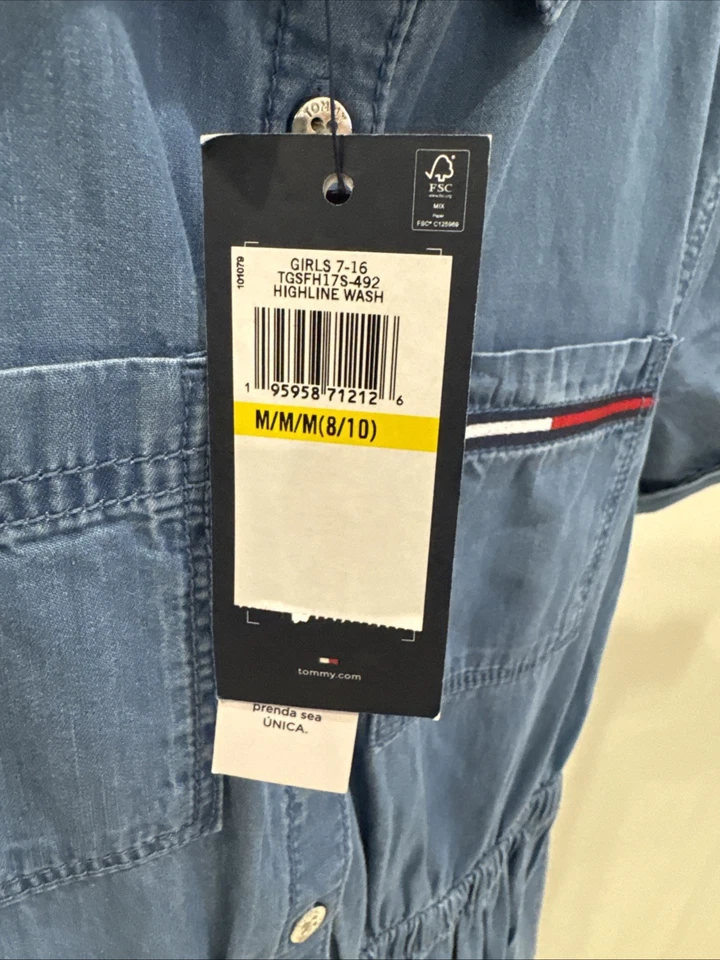 TOMMY
FSC
MIX
Paper
FSC® C125969
101079
GIRLS 7-16
TGSFH17S-492
HIGHLINE WASH
1 95958 71212 6
M/M/M(8/10)
tommy.com
prenda sea
ÚNICA.